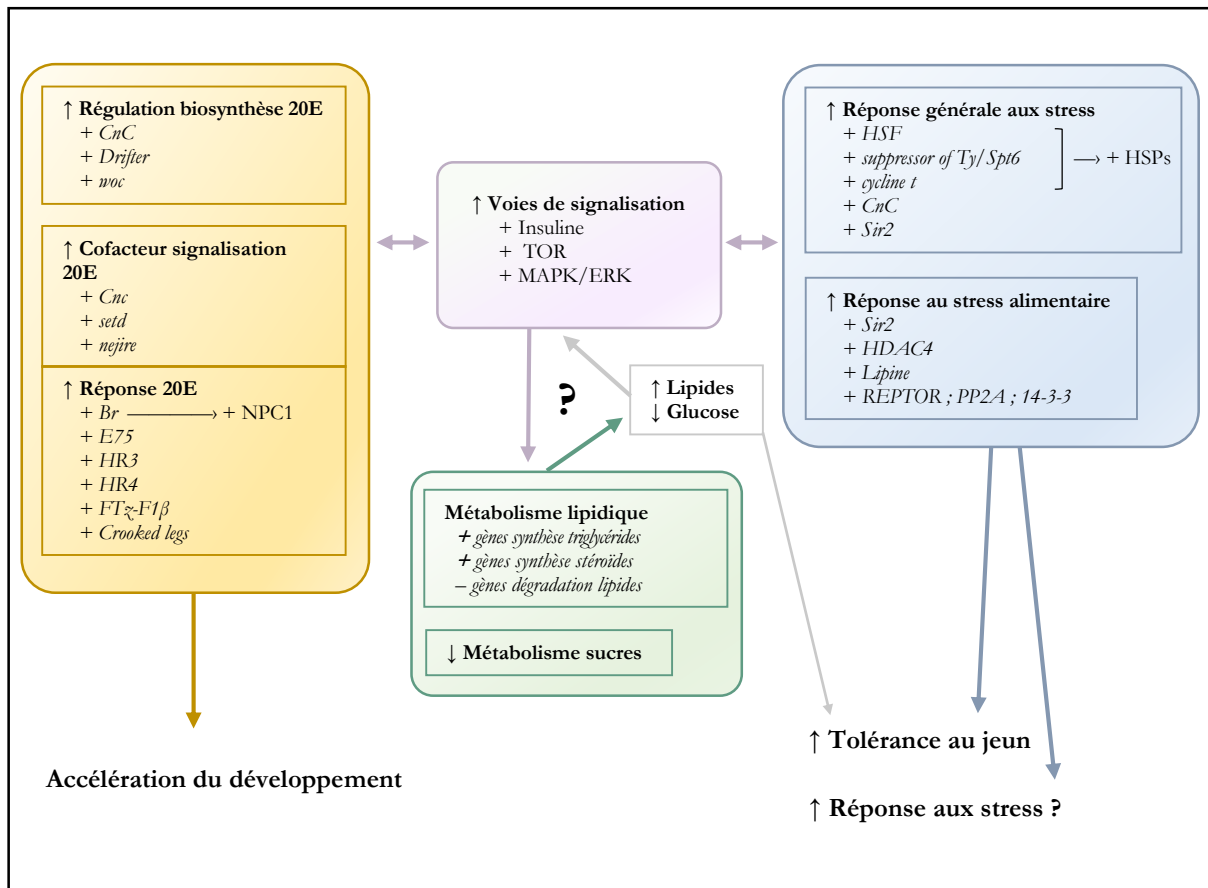 ↑ Régulation biosynthèse 20E
+ CnC
+ Drifter
+ woc
↑ Cofacteur signalisation
20E
+ Cnc
+ setd
+ nejire
↑ Réponse 20E
+ Br ⟶ + NPC1
+ E75
+ HR3
+ HR4
+ FTz-F1β
+ Crooked legs
Accélération du développement
↑ Voies de signalisation
+ Insuline
+ TOR
+ MAPK/ERK
?
↑ Lipides
↓ Glucose
Métabolisme lipidique
+ gènes synthèse triglycérides
+ gènes synthèse stéroïdes
– gènes dégradation lipides
↓ Métabolisme sucres
↑ Réponse générale aux stress
+ HSF
+ suppressor of Ty/Spt6 ⟶ + HSPs
+ cycline t
+ CnC
+ Sir2
↑ Réponse au stress alimentaire
+ Sir2
+ HDAC4
+ Lipine
+ REPTOR ; PP2A ; 14-3-3
↑ Tolérance au jeun
↑ Réponse aux stress ?